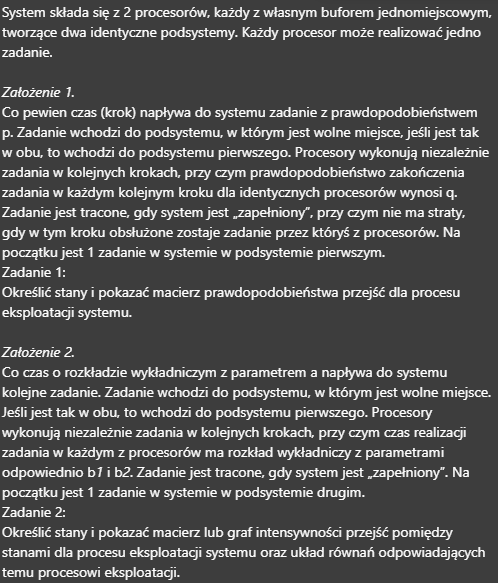 System składa się z 2 procesorów, każdy z własnym buforem jednomiejscowym,
tworzące dwa identyczne podsystemy. Każdy procesor może realizować jedno
zadanie.
Założenie 1.
Co pewien czas (krok) napływa do systemu zadanie z prawdopodobieństwem
p. Zadanie wchodzi do podsystemu, w którym jest wolne miejsce, jeśli jest tak
w obu, to wchodzi do podsystemu pierwszego. Procesory wykonują niezależnie
zadania w kolejnych krokach, przy czym prawdopodobieństwo zakończenia
zadania w każdym kolejnym kroku dla identycznych procesorów wynosi q.
Zadanie jest tracone, gdy system jest „zapełniony”, przy czym nie ma straty,
gdy w tym kroku obsłużone zostaje zadanie przez któryś z procesorów. Na
początku jest 1 zadanie w systemie w podsystemie pierwszym.
Zadanie 1:
Określić stany i pokazać macierz prawdopodobieństwa przejść dla procesu
eksploatacji systemu.
Założenie 2.
Co czas o rozkładzie wykładniczym z parametrem a napływa do systemu
kolejne zadanie. Zadanie wchodzi do podsystemu, w którym jest wolne miejsce.
Jeśli jest tak w obu, to wchodzi do podsystemu pierwszego. Procesory
wykonują niezależnie zadania w kolejnych krokach, przy czym czas realizacji
zadania w każdym z procesorów ma rozkład wykładniczy z parametrami
odpowiednio b1 i b2. Zadanie jest tracone, gdy system jest „zapełniony”. Na
początku jest 1 zadanie w systemie w podsystemie drugim.
Zadanie 2:
Określić stany i pokazać macierz lub graf intensywności przejść pomiędzy
stanami dla procesu eksploatacji systemu oraz układ równań odpowiadających
temu procesowi eksploatacji.